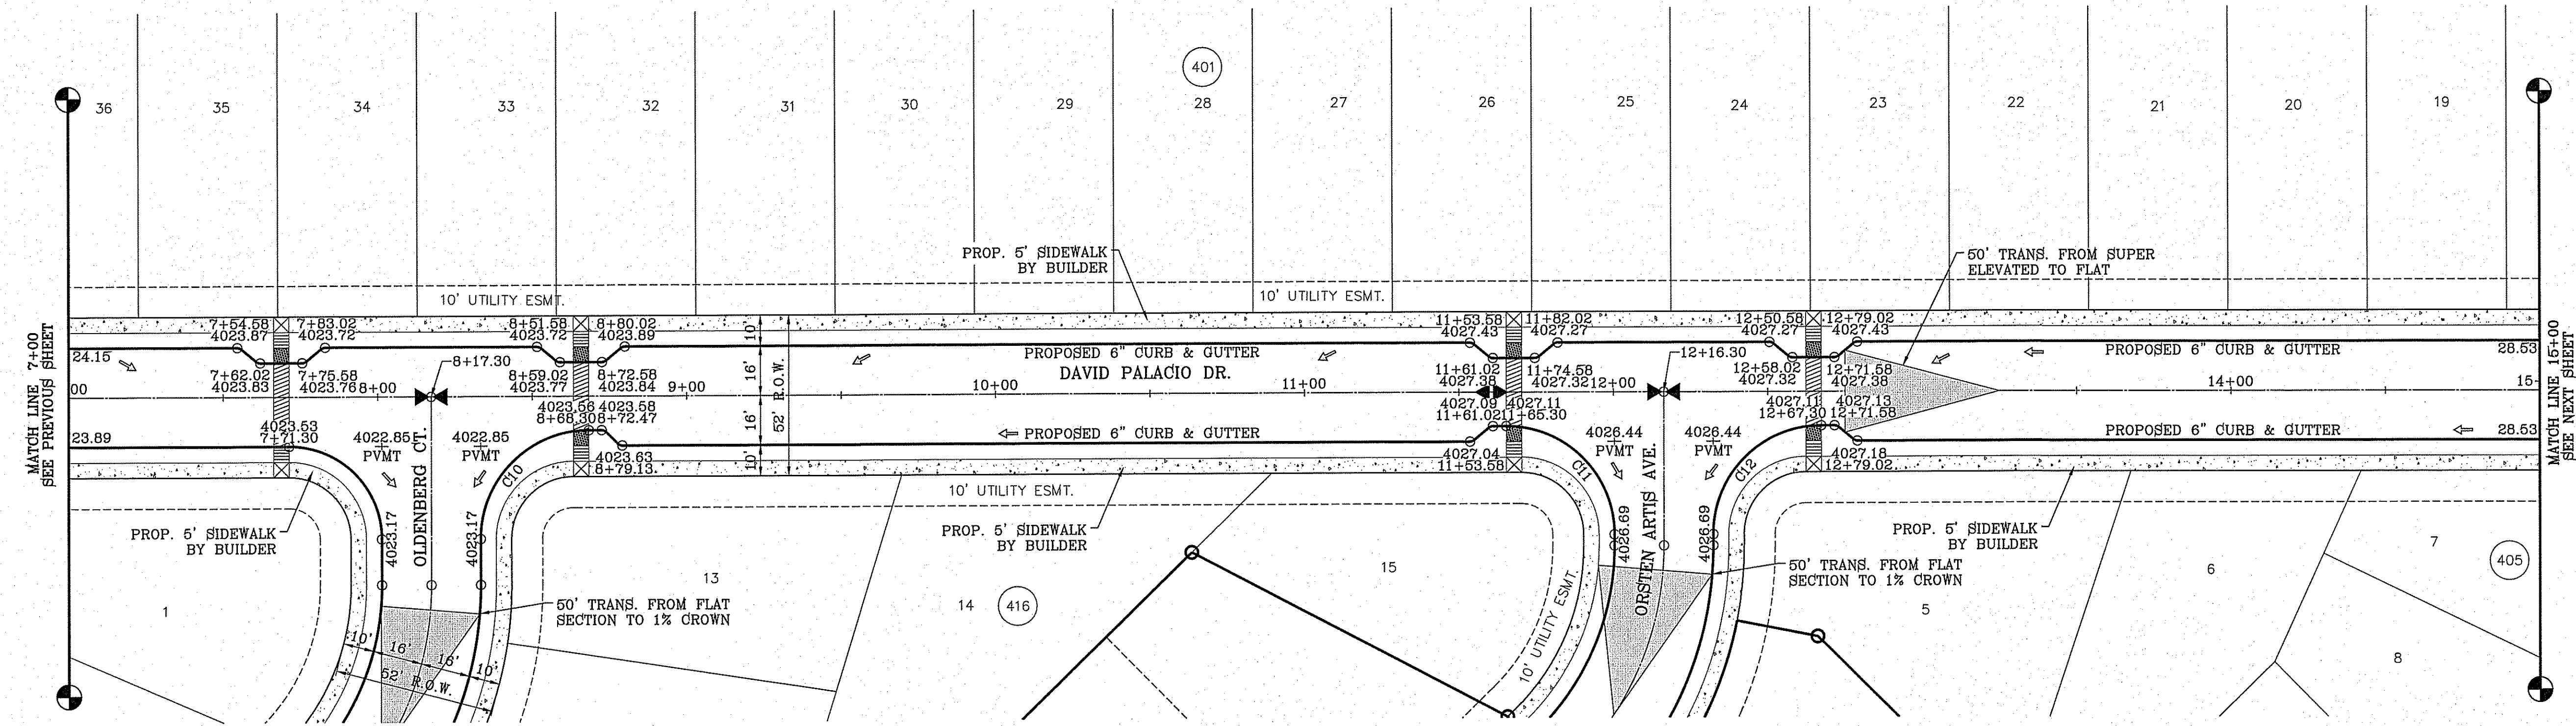 401
36
35
34
33
32
31
30
29
28
27
26
25
24
23
22
21
20
19
PROP. 5' SIDEWALK
BY BUILDER
50' TRANS. FROM SUPER
ELEVATED TO FLAT
10' UTILITY ESMT.
10' UTILITY ESMT.
MATCH LINE 7+00
SEE PREVIOUS SHEET
7+54.58
4023.87
7+83.02
4023.72
8+51.58
4023.72
8+80.02
4023.89
10'
16'
16'
10'
52' R.O.W.
11+53.58
4027.43
11+82.02
4027.27
12+50.58
4027.27
12+79.02
4027.43
24.15
8+17.30
PROPOSED 6" CURB & GUTTER
DAVID PALACIO DR.
12+16.30
PROPOSED 6" CURB & GUTTER
28.53
7+62.02
4023.83
7+75.58
4023.76
8+59.02
4023.77
8+72.58
4023.84
11+61.02
4027.38
11+74.58
4027.32
12+58.02
4027.32
12+71.58
4027.38
00
8+00
9+00
10+00
11+00
12+00
14+00
15-
MATCH LINE 15+00
SEE NEXT SHEET
4023.53
7+71.30
4023.56
8+68.30
4023.58
8+72.47
4027.09
11+61.02
4027.11
11+65.30
4027.11
12+67.30
4027.13
12+71.58
23.89
4022.85
PVMT
4022.85
PVMT
OLDENBERG CT.
C10
PROPOSED 6" CURB & GUTTER
4026.44
PVMT
4026.44
PVMT
ORSTEN ARTIS AVE.
C11
C12
PROPOSED 6" CURB & GUTTER
28.53
4023.63
8+79.13
4027.04
11+53.58
4027.18
12+79.02
10' UTILITY ESMT.
PROP. 5' SIDEWALK
BY BUILDER
4023.17
4023.17
PROP. 5' SIDEWALK
BY BUILDER
4026.69
4026.69
PROP. 5' SIDEWALK
BY BUILDER
50' TRANS. FROM FLAT
SECTION TO 1% CROWN
50' TRANS. FROM FLAT
SECTION TO 1% CROWN
10' UTILITY ESMT.
1
13
14
416
15
5
6
7
405
8
10'
16'
16'
10'
52' R.O.W.